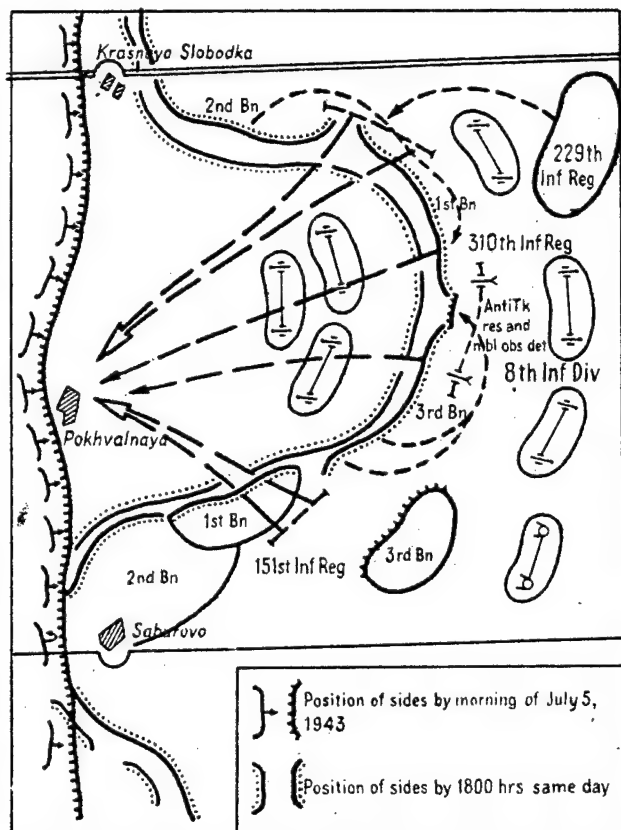 Krasnaya Slobodka
2nd Bn
229th
Inf Reg
1st Bn
310th Inf Reg
AntiTk
res and
mbl obs det
8th Inf Div
3rd Bn
Pokhvalnaya
1st Bn
151st Inf Reg
3rd Bn
2nd Bn
Saburovo
Position of sides by morning of July 5,
1943
Position of sides by 1800 hrs same day